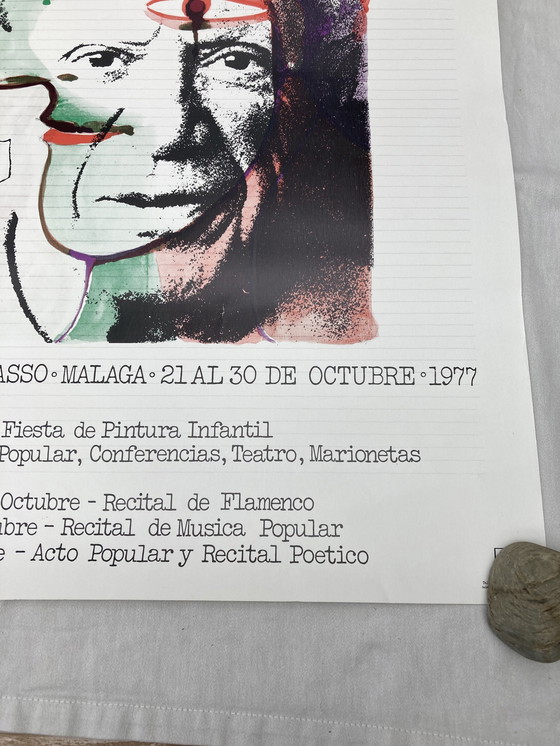 ASSO • MALAGA • 21 AL 30 DE OCTUBRE • 1977
Fiesta de Pintura Infantil
Popular, Conferencias, Teatro, Marionetas
Octubre - Recital de Flamenco
ubre - Recital de Musica Popular
e - Acto Popular y Recital Poetico